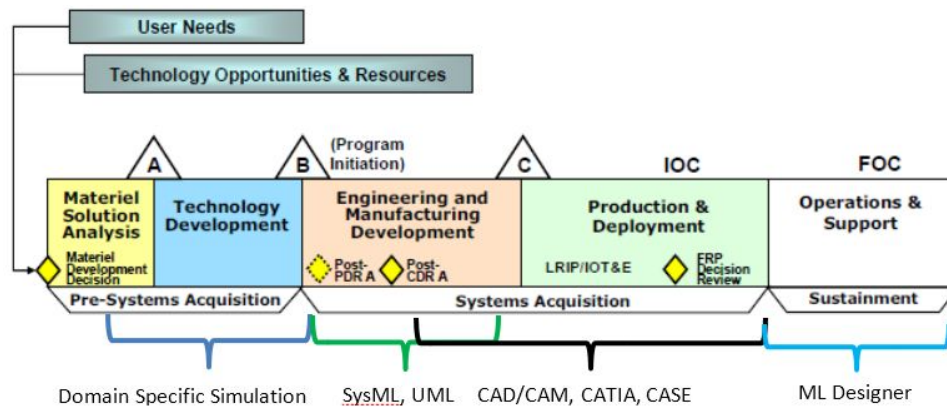 User Needs
Technology Opportunities & Resources
A
B
(Program
Initiation)
C
IOC
FOC
Materiel
Solution
Analysis
Technology
Development
Engineering and
Manufacturing
Development
Production &
Deployment
Operations &
Support
Materiel
Development
Decision
Post-
PDR A
Post-
CDR A
LRIP/IOT&E
FRP
Decision
Review
Pre-Systems Acquisition
Systems Acquisition
Sustainment
Domain Specific Simulation
SysML, UML
CAD/CAM, CATIA, CASE
ML Designer